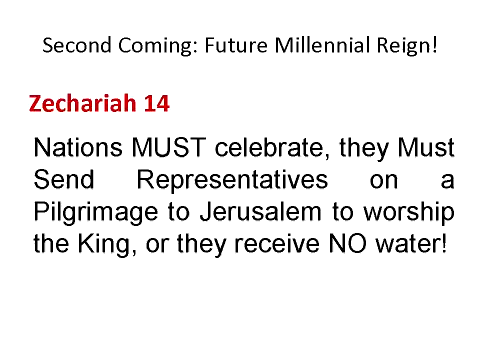 Second Coming: Future Millennial Reign!
Zechariah 14
Nations MUST celebrate, they Must
Send Representatives on a
Pilgrimage to Jerusalem to worship
the King, or they receive NO water!